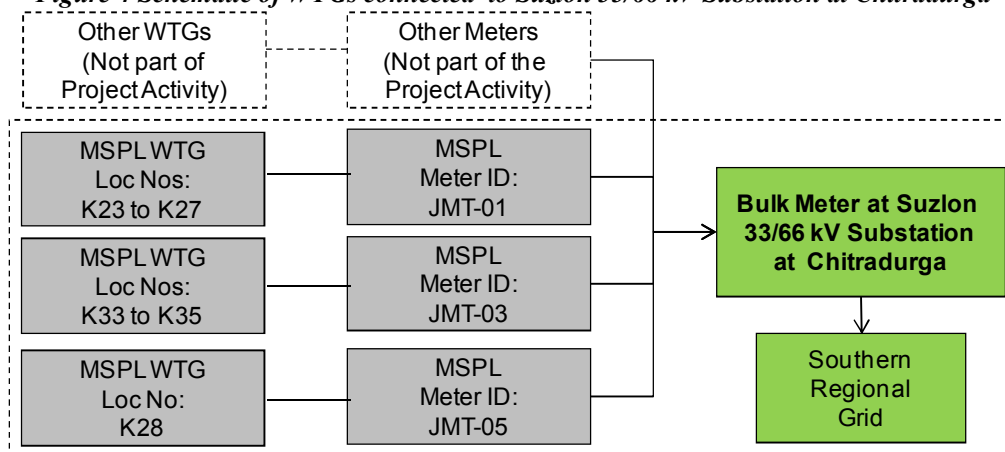 Figure 4 Schematic of WTGs connected to Suzlon 33/66 kV Substation at Chitradurga
Other WTGs
(Not part of
Project Activity)
Other Meters
(Not part of the
Project Activity)
MSPL WTG
Loc Nos:
K23 to K27
MSPL
Meter ID:
JMT-01
MSPL WTG
Loc Nos:
K33 to K35
MSPL
Meter ID:
JMT-03
MSPL WTG
Loc No:
K28
MSPL
Meter ID:
JMT-05
Bulk Meter at Suzlon
33/66 kV Substation
at Chitradurga
Southern
Regional
Grid